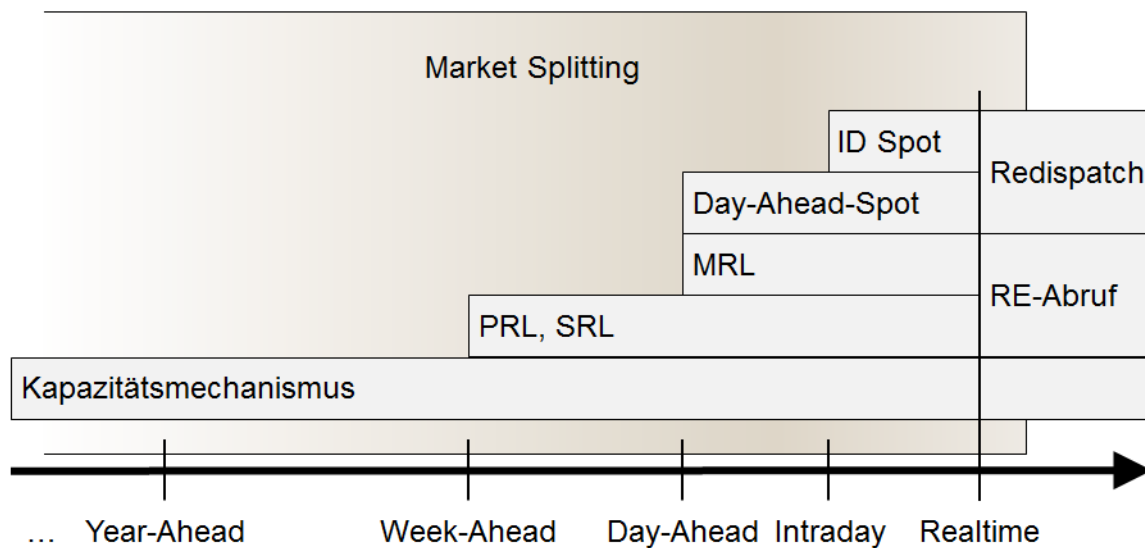 Market Splitting
ID Spot
Redispatch
Day-Ahead-Spot
MRL
RE-Abruf
PRL, SRL
Kapazitätsmechanismus
... Year-Ahead Week-Ahead Day-Ahead Intraday Realtime